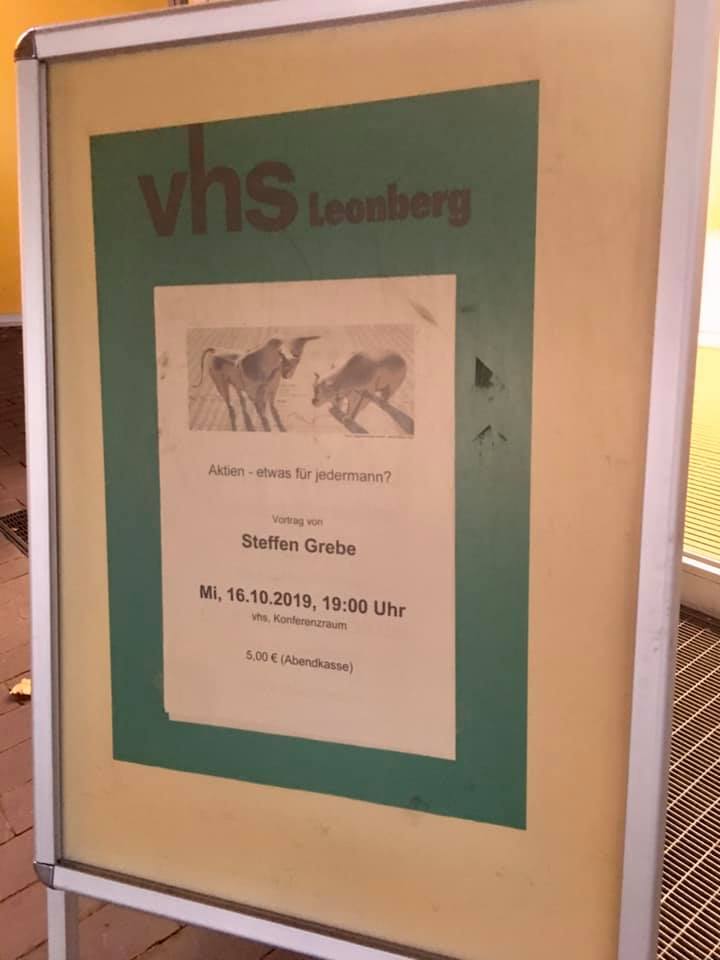 vhs Leonberg
Aktien - etwas für jedermann?
Vortrag von
Steffen Grebe
Mi, 16.10.2019, 19:00 Uhr
vhs, Konferenzraum
5,00 € (Abendkasse)